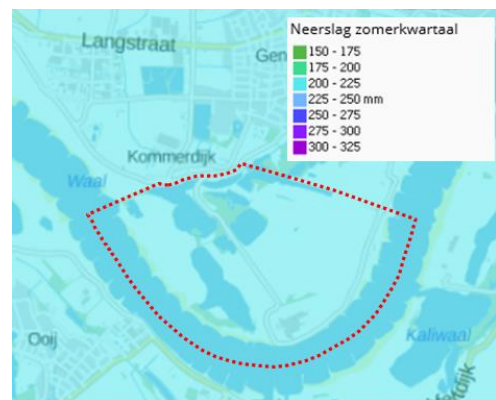 Neerslag zomerkwartaal
150 - 175
175 - 200
200 - 225
225 - 250 mm
250 - 275
275 - 300
300 - 325
Langstraat
Gen
Kommerdijk
Waal
Ooij
Kaliwaal
dijk